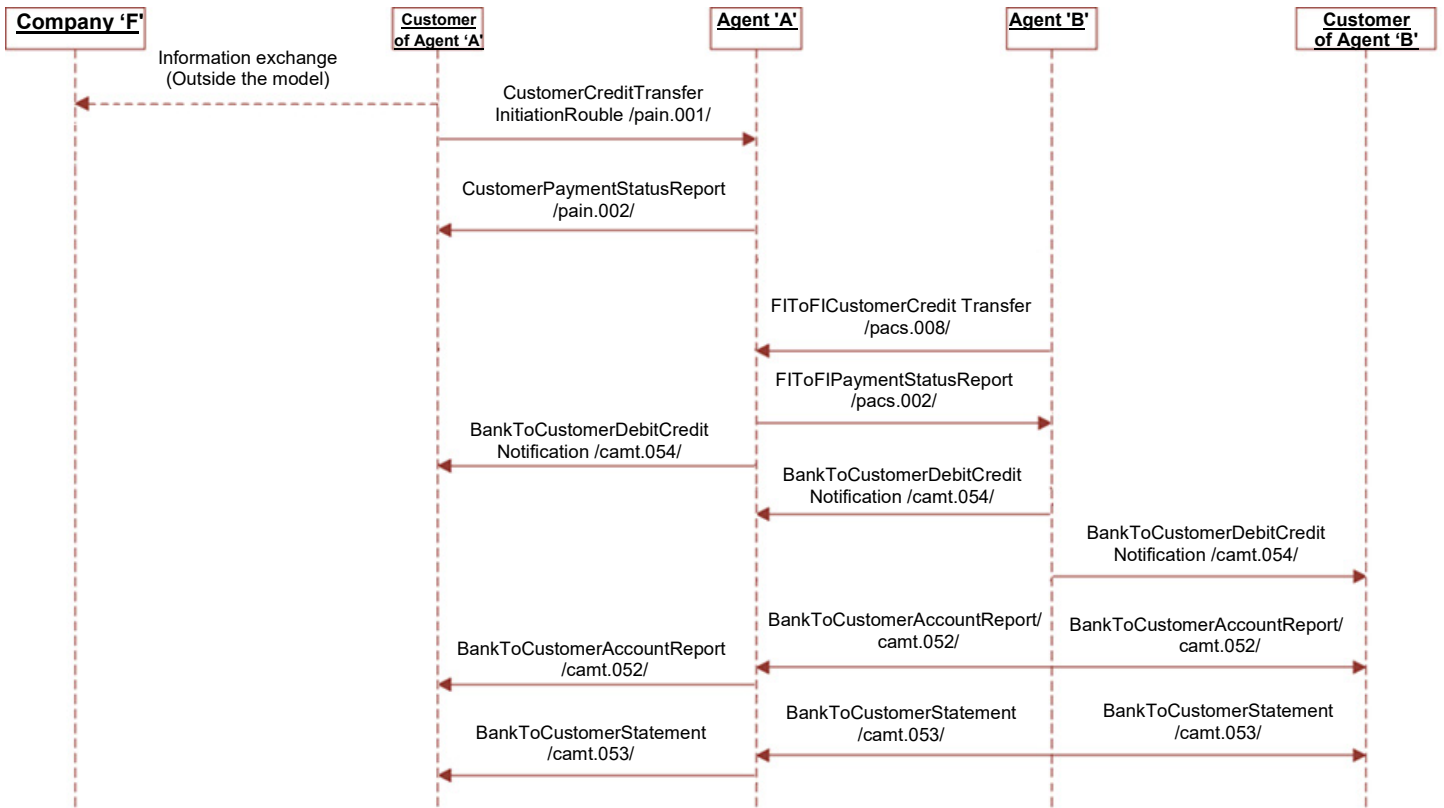 Company ‘F'
Customer
of Agent ‘A'
Agent 'A'
Agent 'B'
Customer
of Agent ‘B'
Information exchange
(Outside the model)
CustomerCreditTransfer
InitiationRouble /pain.001/
CustomerPaymentStatusReport
/pain.002/
FIToFICustomerCredit Transfer
/pacs.008/
FIToFIPaymentStatusReport
/pacs.002/
BankToCustomerDebitCredit
Notification /camt.054/
BankToCustomerDebitCredit
Notification /camt.054/
BankToCustomerDebitCredit
Notification /camt.054/
BankToCustomerAccountReport/
camt.052/
BankToCustomerAccountReport/
camt.052/
BankToCustomerAccountReport
/camt.052/
BankToCustomerStatement
/camt.053/
BankToCustomerStatement
/camt.053/
BankToCustomerStatement
/camt.053/